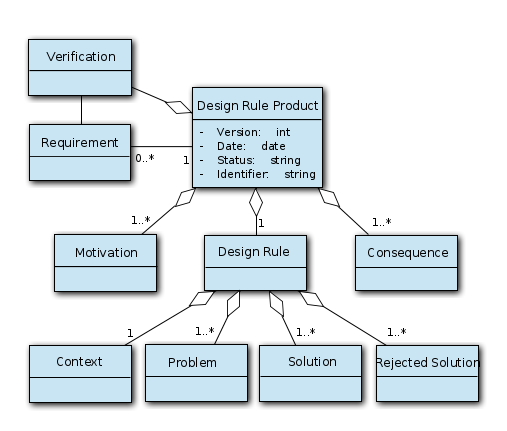 Verification
Design Rule Product
- Version: int
- Date: date
- Status: string
- Identifier: string
Requirement
0..*
1
1..*
1
1..*
Motivation
Design Rule
Consequence
1
1..*
1..*
1..*
Context
Problem
Solution
Rejected Solution